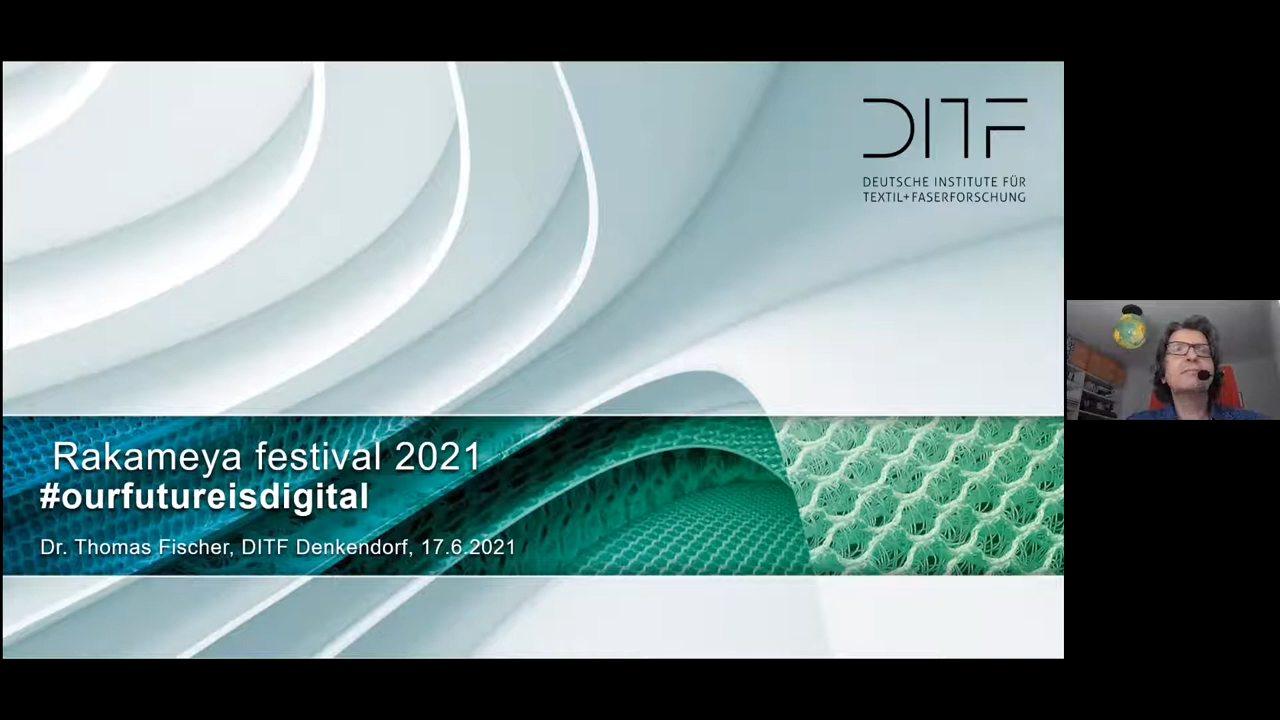 DITF
DEUTSCHE INSTITUTE FÜR
TEXTIL+FASERFORSCHUNG
Rakameya festival 2021
#ourfutureisdigital
Dr. Thomas Fischer, DITF Denkendorf, 17.6.2021